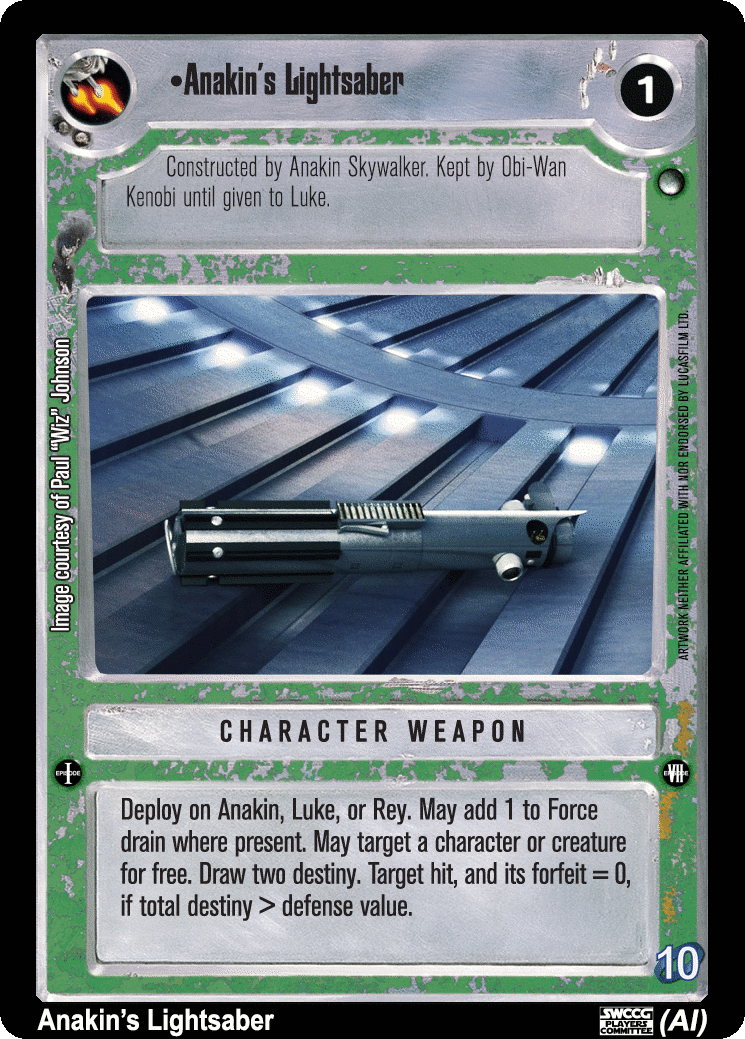 •Anakin's Lightsaber
1
Constructed by Anakin Skywalker. Kept by Obi-Wan
Kenobi until given to Luke.
Image courtesy of Paul "Wiz" Johnson
ARTWORK NEITHER AFFILIATED WITH NOR ENDORSED BY LUCASFILM LTD.
CHARACTER WEAPON
EPISODE I
EPISODE VII
Deploy on Anakin, Luke, or Rey. May add 1 to Force
drain where present. May target a character or creature
for free. Draw two destiny. Target hit, and its forfeit = 0,
if total destiny > defense value.
10
Anakin's Lightsaber
SWCCG
PLAYERS
COMMITTEE
(AI)